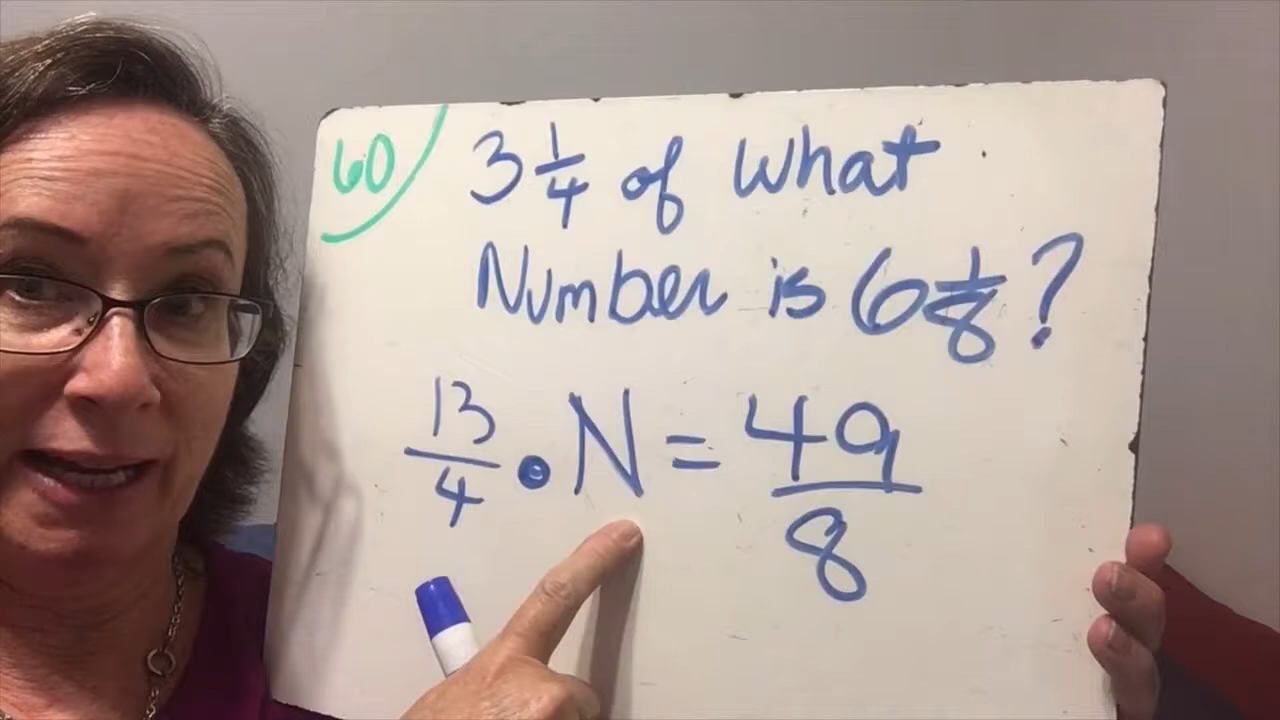 60) 3 1/4 of what
Number is 6 1/8?
13/4 • N = 49/8